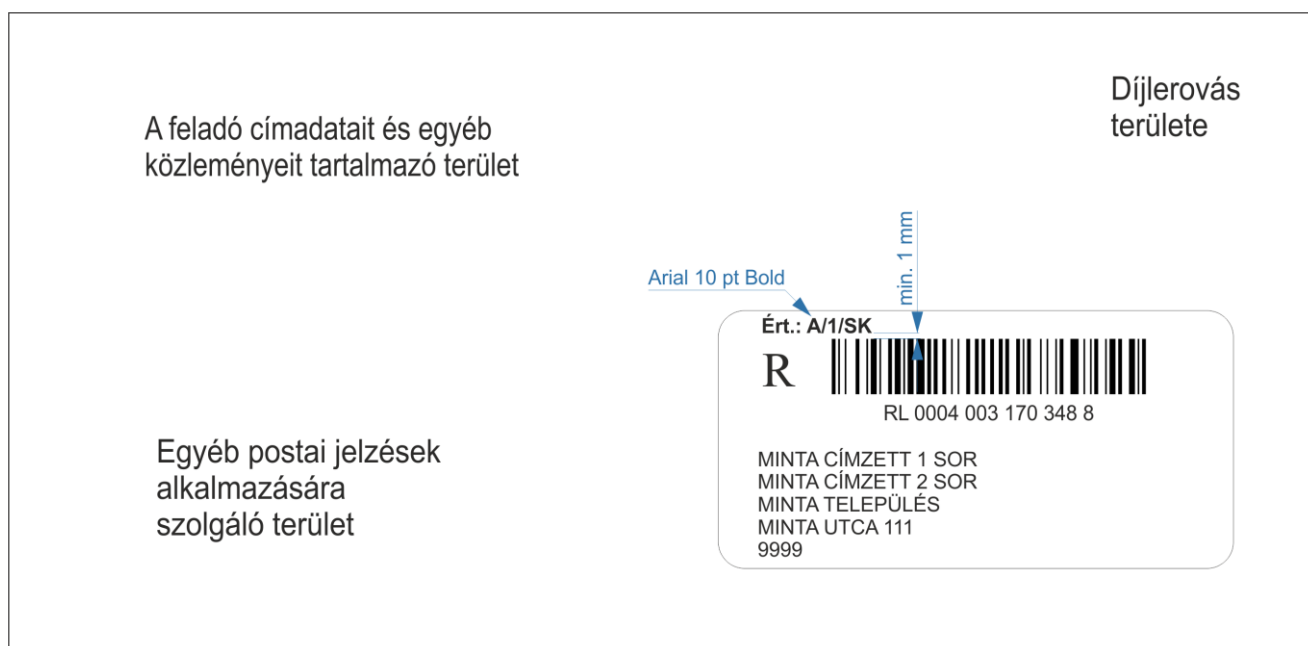 A feladó címadatait és egyéb
közleményeit tartalmazó terület
Díjlerovás
területe
min. 1 mm
Arial 10 pt Bold
Ért.: A/1/SK
R
RL 0004 003 170 348 8
Egyéb postai jelzések
alkalmazására
szolgáló terület
MINTA CÍMZETT 1 SOR
MINTA CÍMZETT 2 SOR
MINTA TELEPÜLÉS
MINTA UTCA 111
9999